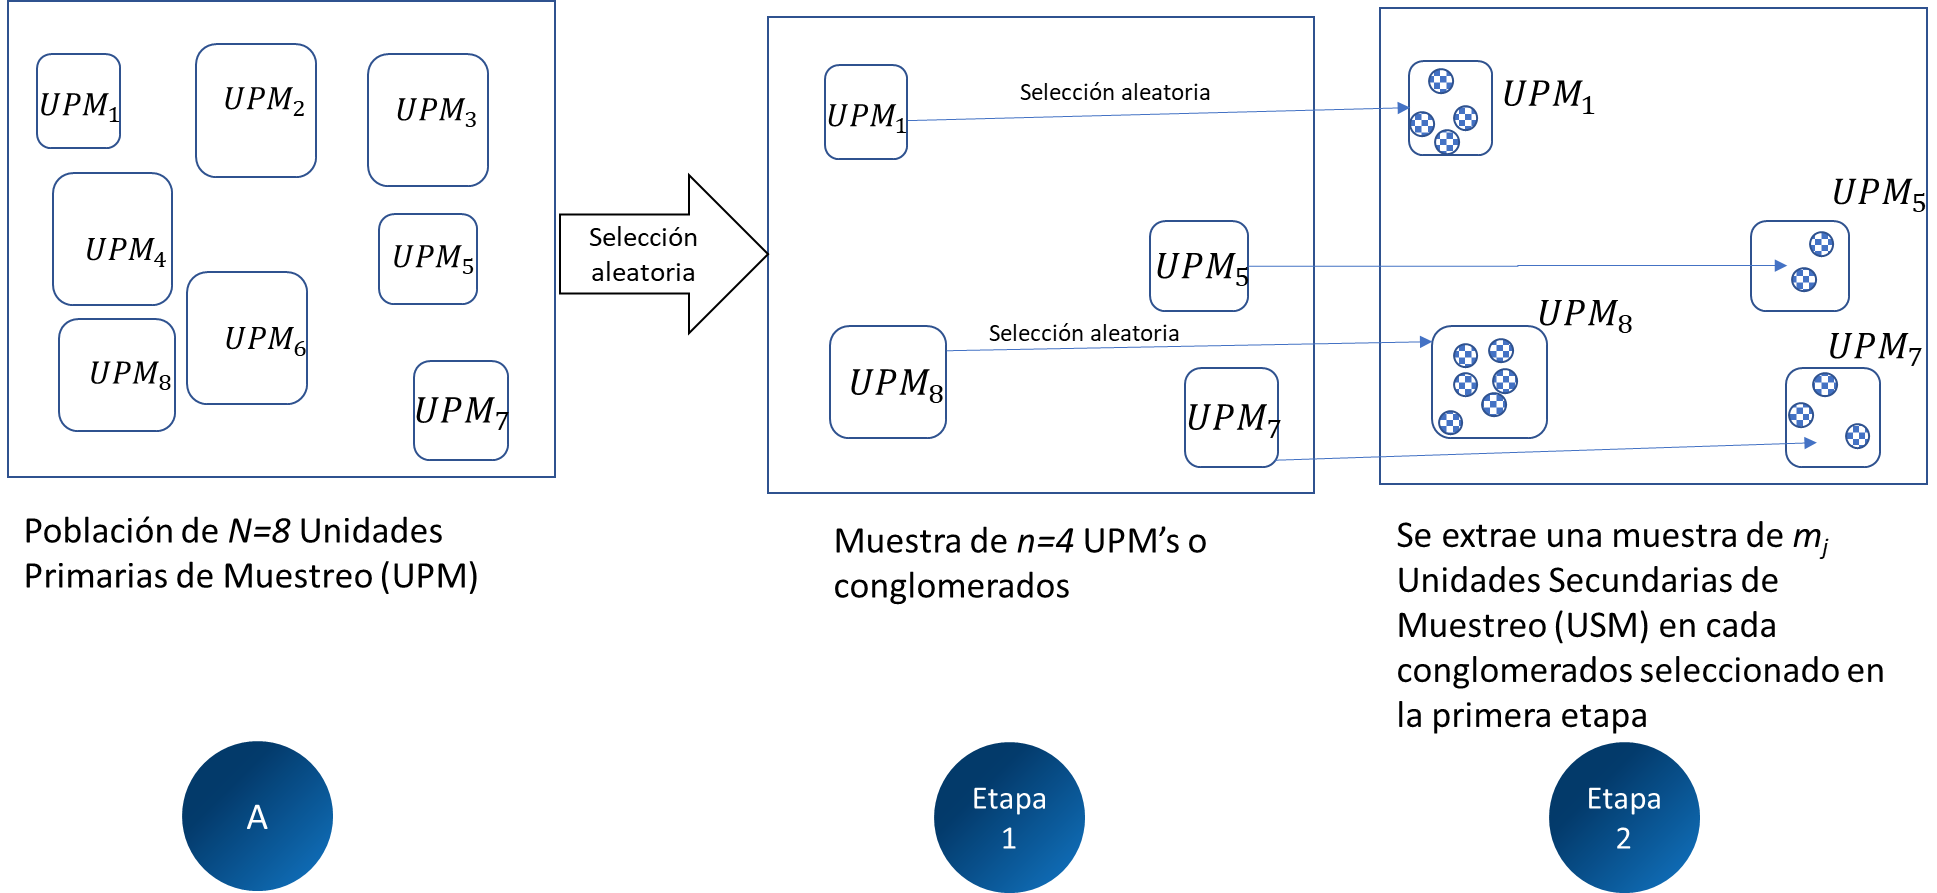 UPM1
UPM2
UPM3
UPM4
UPM5
UPM6
UPM8
UPM7
Selección
aleatoria
UPM1
Selección aleatoria
UPM5
Selección aleatoria
UPM8
UPM7
UPM1
UPM5
UPM8
UPM7
Población de N=8 Unidades
Primarias de Muestreo (UPM)
Muestra de n=4 UPM’s o
conglomerados
Se extrae una muestra de mj
Unidades Secundarias de
Muestreo (USM) en cada
conglomerados seleccionado en
la primera etapa
A
Etapa
1
Etapa
2